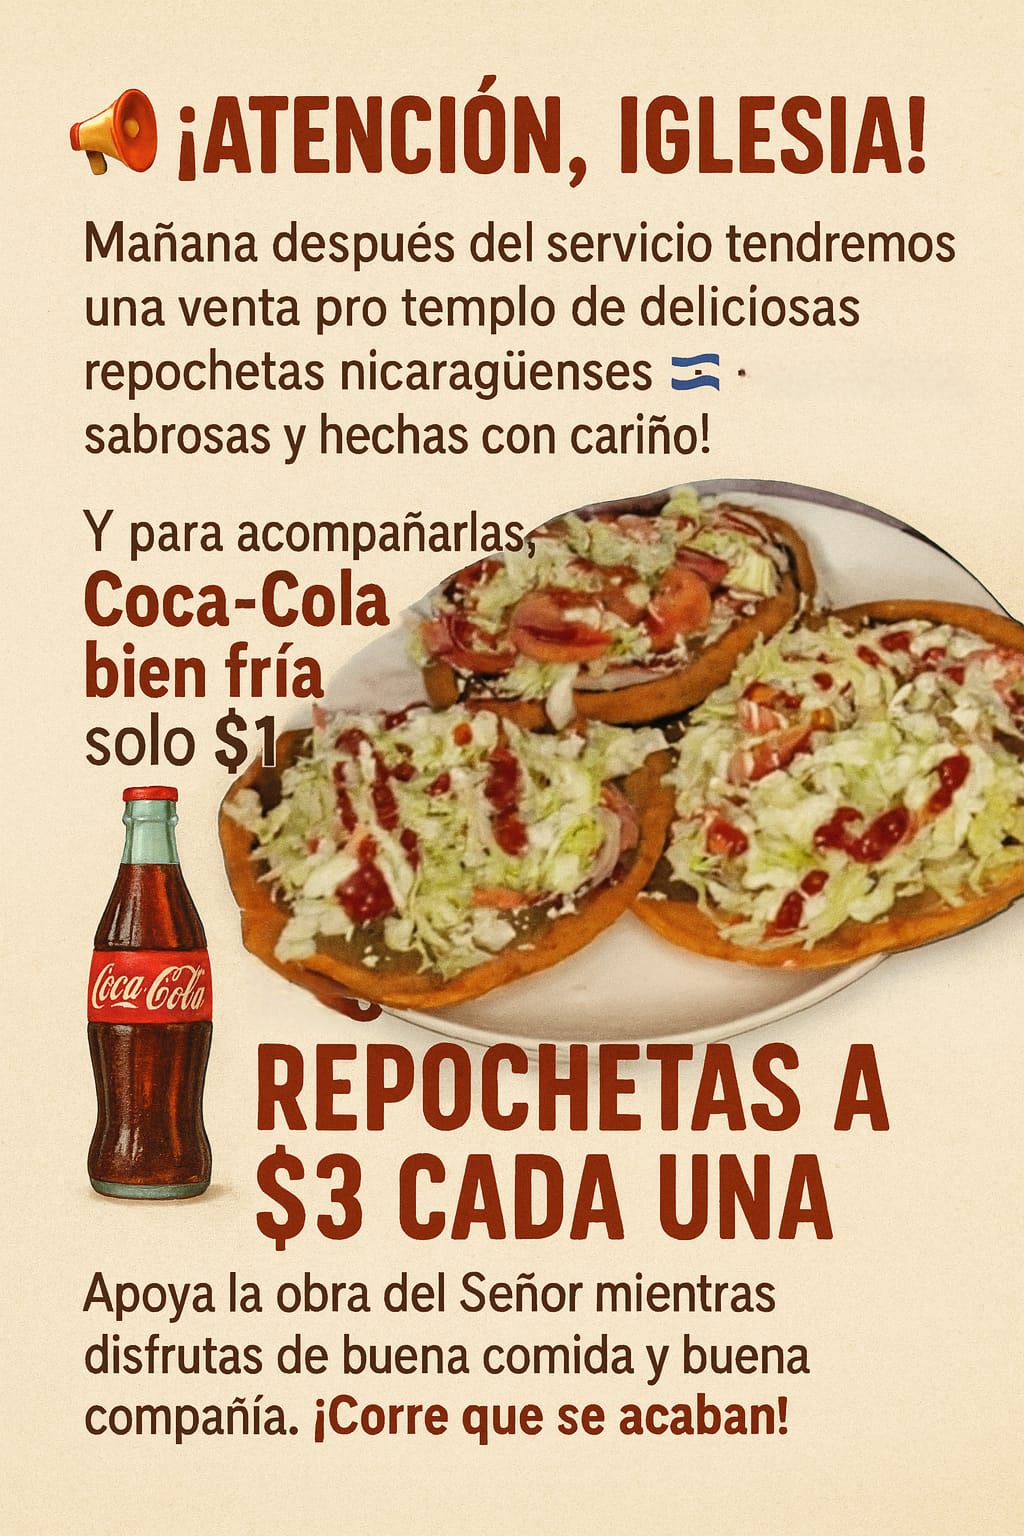 ¡ATENCIÓN, IGLESIA!
Mañana después del servicio tendremos
una venta pro templo de deliciosas
repochetas nicaragüenses
sabrosas y hechas con cariño!
Y para acompañarlas,
Coca-Cola
bien fría
solo $1
Coca-Cola
REPOCHETAS A
$3 CADA UNA
Apoya la obra del Señor mientras
disfrutas de buena comida y buena
compañía. ¡Corre que se acaban!